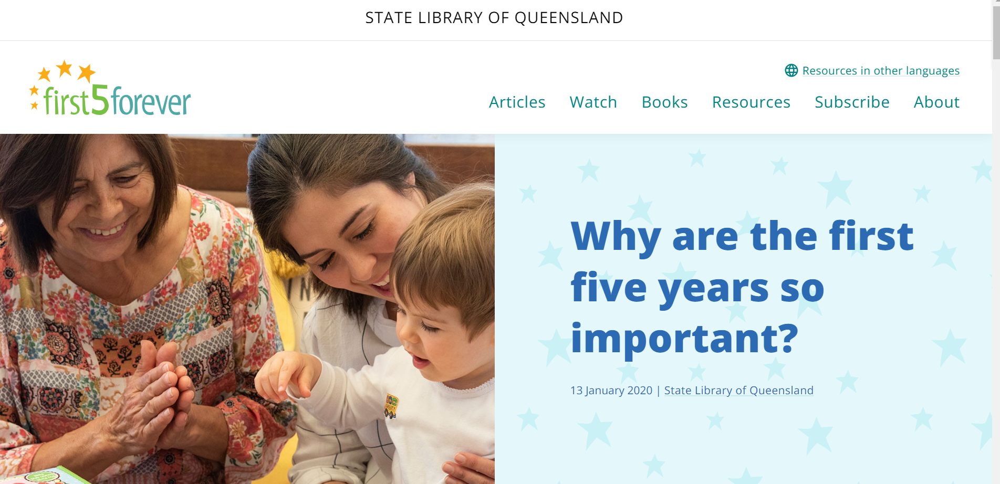 STATE LIBRARY OF QUEENSLAND
first5forever
Resources in other languages
Articles Watch Books Resources Subscribe About
Why are the first
five years so
important?
13 January 2020 | State Library of Queensland
GREAT!